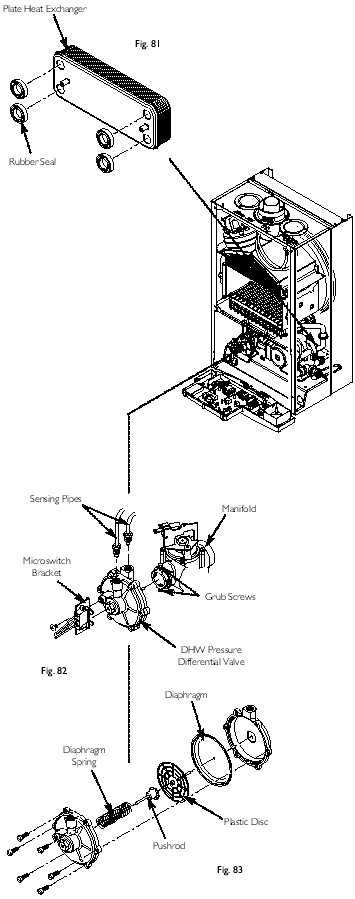 Plate Heat Exchanger
Fig. 81
Rubber Seal
Sensing Pipes
Manifold
Microswitch
Bracket
Grub Screws
DHW Pressure
Differential Valve
Fig. 82
Diaphragm
Diaphragm
Spring
Plastic Disc
Pushrod
Fig. 83